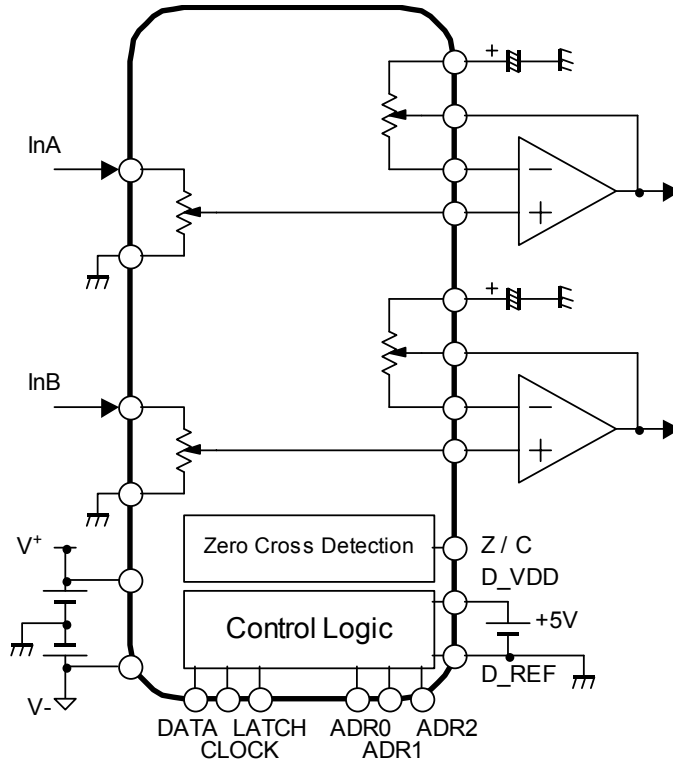 +
InA
+
InB
Zero Cross Detection
Z / C
D_VDD
V+
Control Logic
+5V
D_REF
V-
DATA LATCH ADR0 ADR2
CLOCK ADR1